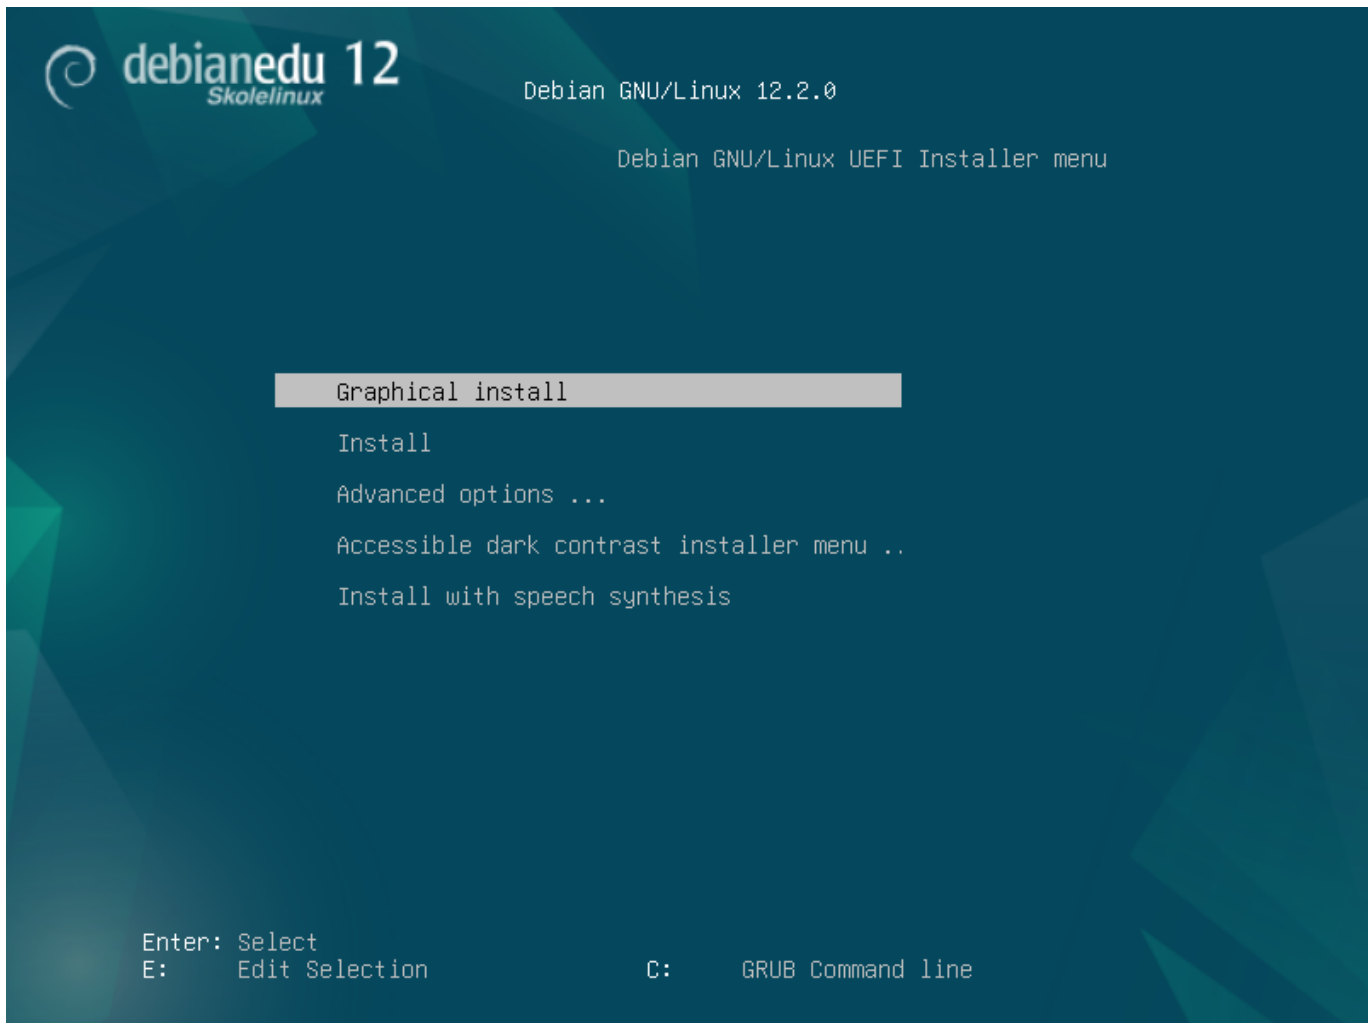 debianedu 12
Skolelinux
Debian GNU/Linux 12.2.0
Debian GNU/Linux UEFI Installer menu
Graphical install
Install
Advanced options ...
Accessible dark contrast installer menu ..
Install with speech synthesis
Enter: Select
E: Edit Selection C: GRUB Command line